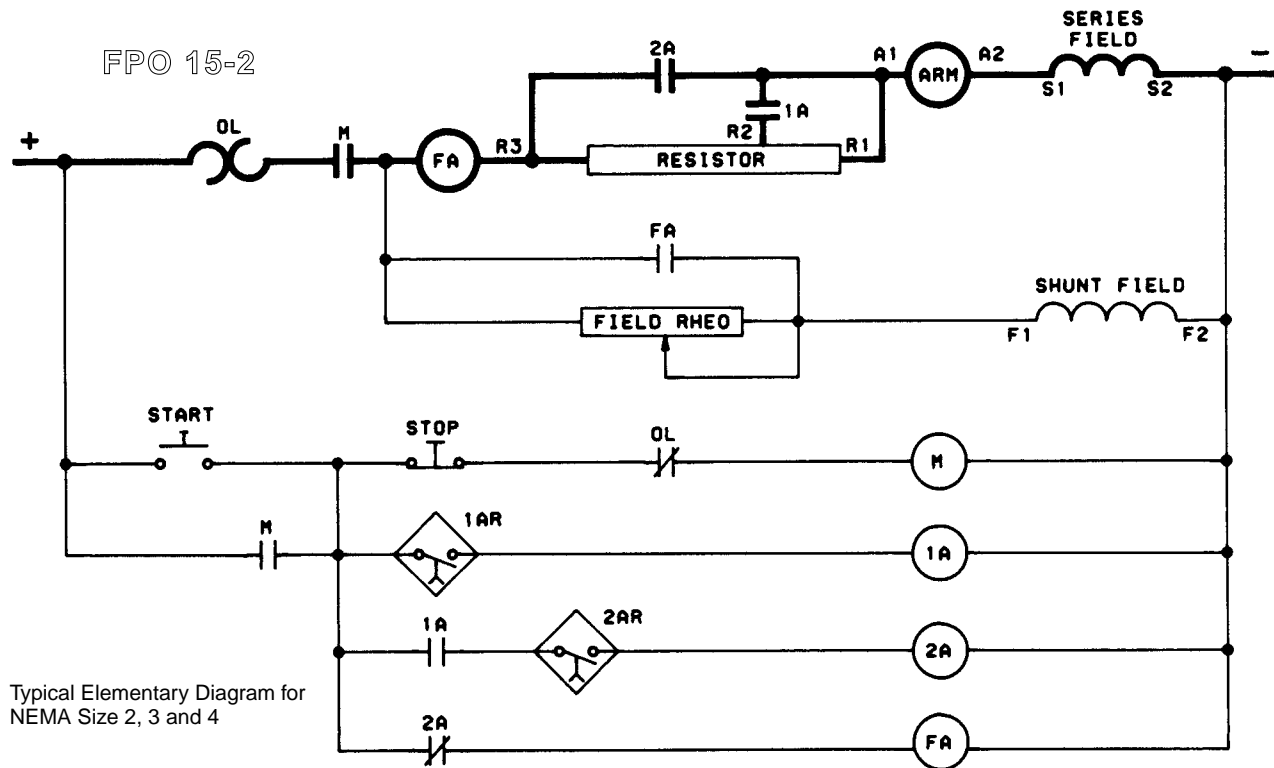 FPO 15-2
SERIES
FIELD
2A
A1
ARM
A2
S1
S2
-
1A
+
OL
M
FA
R3
R2
RESISTOR
R1
FA
FIELD RHEO
SHUNT FIELD
F1
F2
START
STOP
OL
M
M
1AR
1A
1A
2AR
2A
Typical Elementary Diagram for
NEMA Size 2, 3 and 4
2A
FA